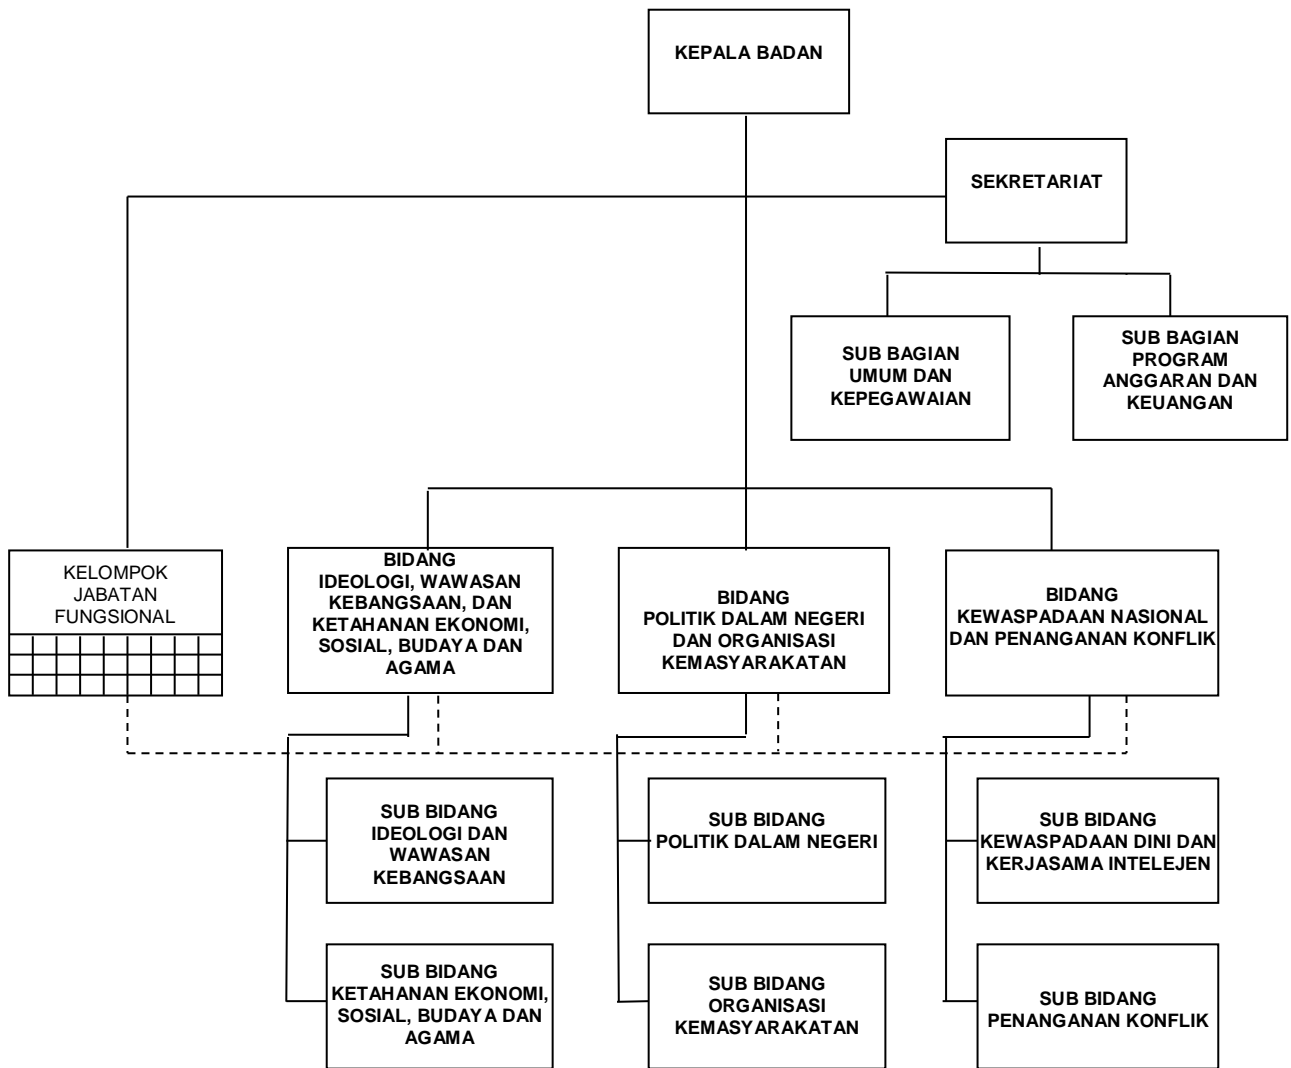 KEPALA BADAN
SEKRETARIAT
SUB BAGIAN
UMUM DAN
KEPEGAWAIAN
SUB BAGIAN
PROGRAM
ANGGARAN DAN
KEUANGAN
KELOMPOK
JABATAN
FUNGSIONAL
BIDANG
IDEOLOGI, WAWASAN
KEBANGSAAN, DAN
KETAHANAN EKONOMI,
SOSIAL, BUDAYA DAN
AGAMA
BIDANG
POLITIK DALAM NEGERI
DAN ORGANISASI
KEMASYARAKATAN
BIDANG
KEWASPADAAN NASIONAL
DAN PENANGANAN KONFLIK
SUB BIDANG
IDEOLOGI DAN
WAWASAN
KEBANGSAAN
SUB BIDANG
POLITIK DALAM NEGERI
SUB BIDANG
KEWASPADAAN DINI DAN
KERJASAMA INTELEJEN
SUB BIDANG
KETAHANAN EKONOMI,
SOSIAL, BUDAYA DAN
AGAMA
SUB BIDANG
ORGANISASI
KEMASYARAKATAN
SUB BIDANG
PENANGANAN KONFLIK